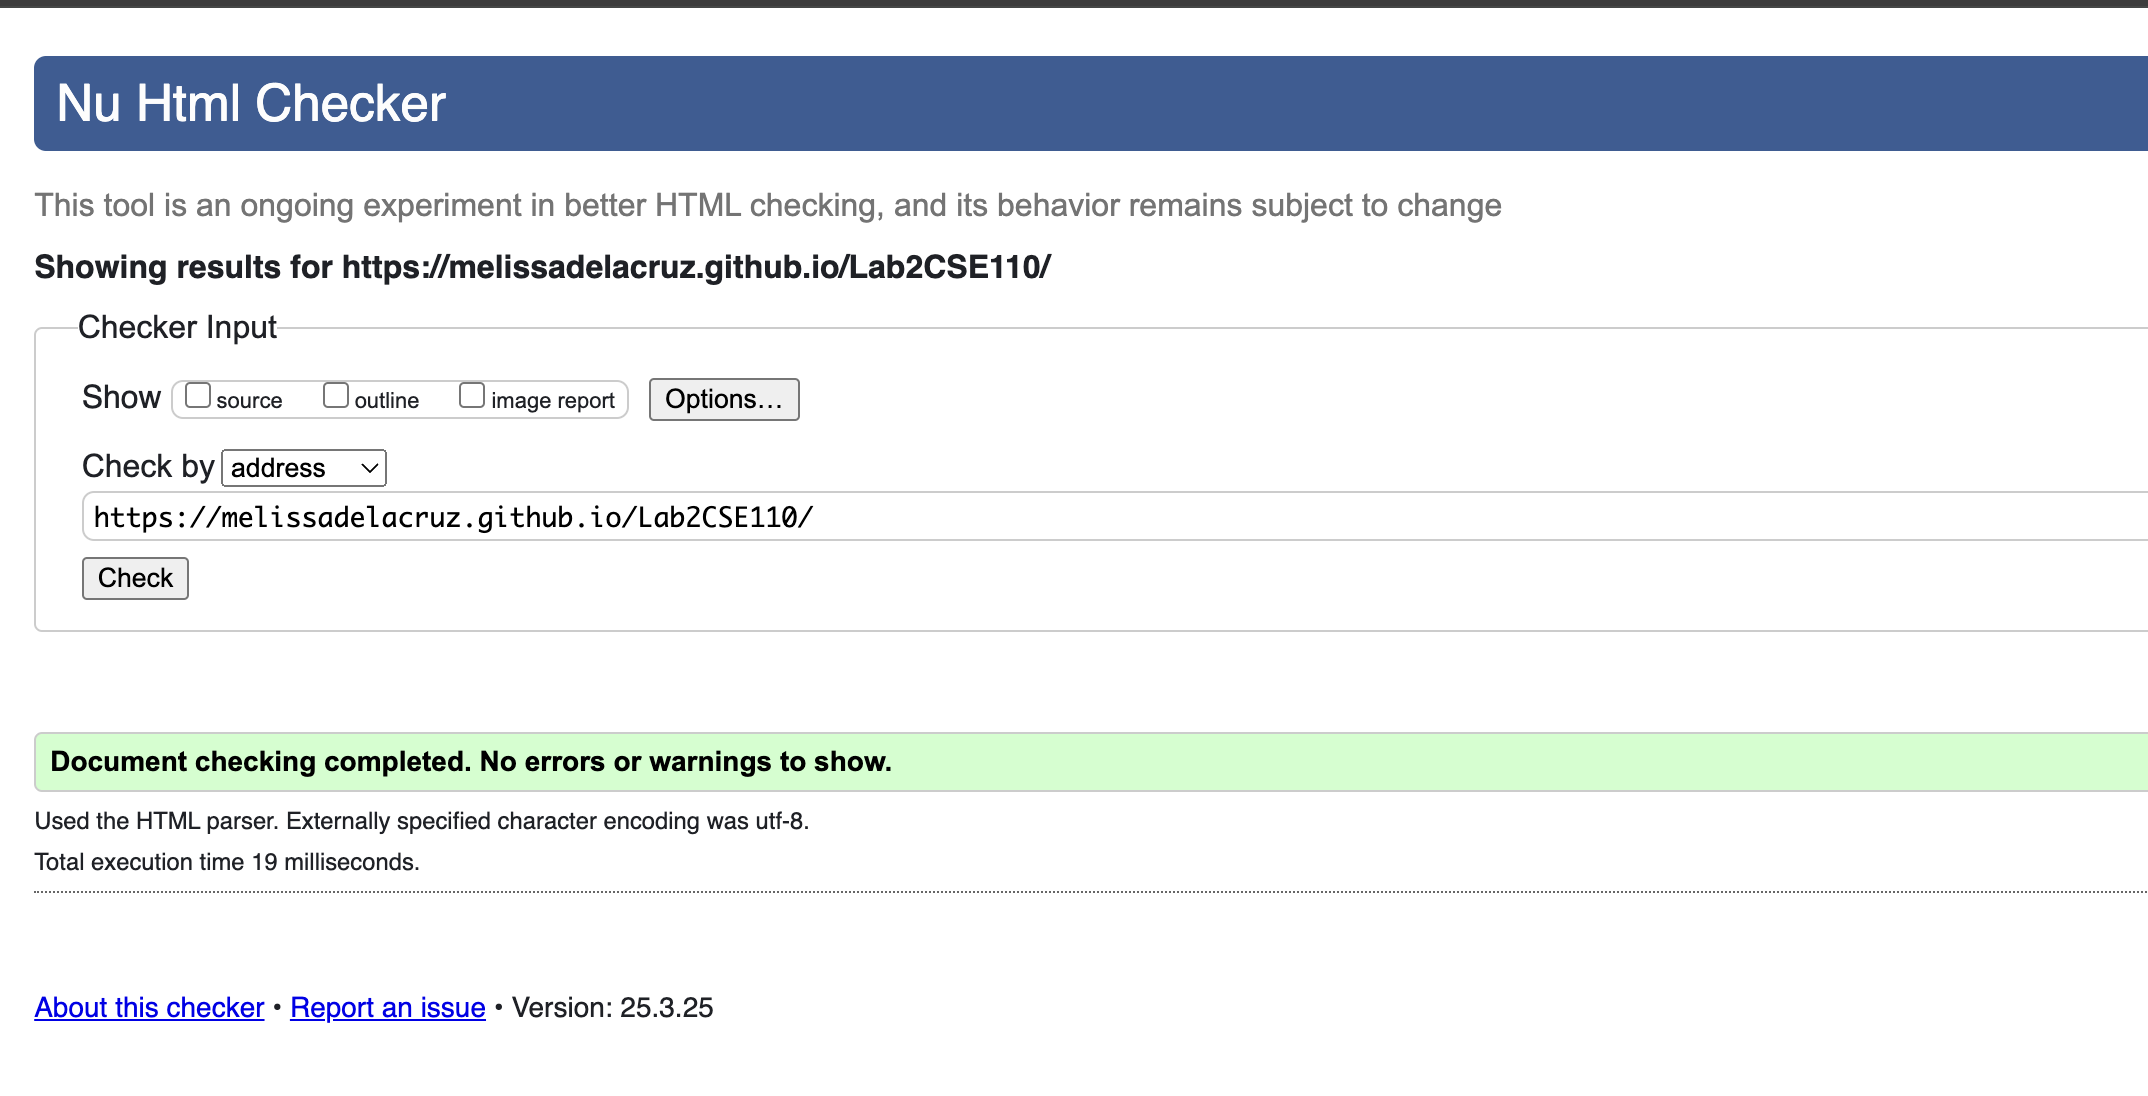 Nu Html Checker
This tool is an ongoing experiment in better HTML checking, and its behavior remains subject to change
Showing results for https://melissadelacruz.github.io/Lab2CSE110/
Checker Input
Show source outline image report Options…
Check by address
https://melissadelacruz.github.io/Lab2CSE110/
Check
Document checking completed. No errors or warnings to show.
Used the HTML parser. Externally specified character encoding was utf-8.
Total execution time 19 milliseconds.
About this checker • Report an issue • Version: 25.3.25